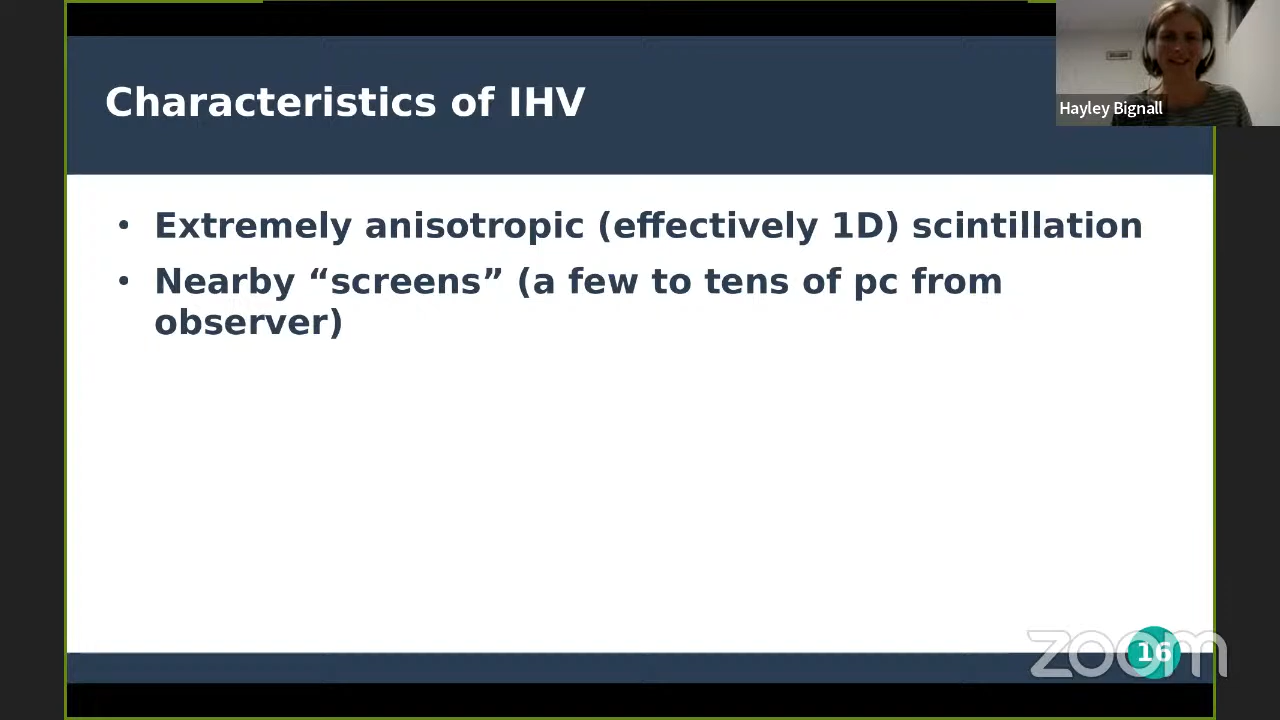 Characteristics of IHV
Hayley Bignall
• Extremely anisotropic (effectively 1D) scintillation
• Nearby “screens” (a few to tens of pc from
observer)
zoom
16